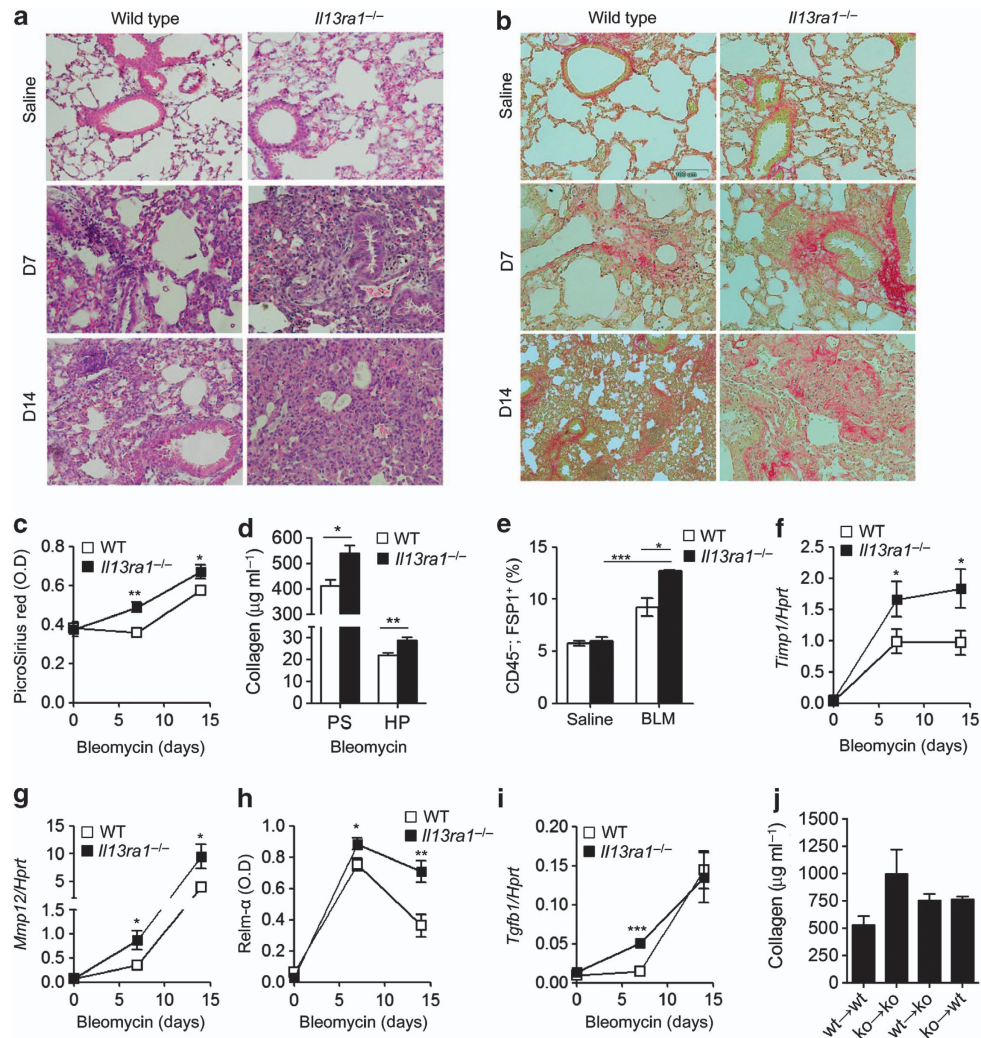 a
Wild type
Il13ra1–/–
Saline
D7
D14
b
Wild type
Il13ra1–/–
Saline
100 um
D7
D14
c
WT
Il13ra1–/–
PicroSirius red (O.D)
0.8
0.6
0.4
0.2
0.0
**
*
0 5 10 15
Bleomycin (days)
d
WT
Il13ra1–/–
Collagen (µg ml–1)
600
500
400
300
30
20
10
0
*
**
PS HP
Bleomycin
e
WT
Il13ra1–/–
CD45–; FSP1+ (%)
15
10
5
0
***
*
Saline BLM
f
WT
Il13ra1–/–
Timp1/Hprt
2.5
2.0
1.5
1.0
0.5
0.0
*
*
0 5 10 15
Bleomycin (days)
g
WT
Il13ra1–/–
Mmp12/Hprt
15
10
5
1.5
1.0
0.5
0.0
*
*
0 5 10 15
Bleomycin (days)
h
WT
Il13ra1–/–
Relm-α (O.D)
1.0
0.8
0.6
0.4
0.2
0.0
*
**
0 5 10 15
Bleomycin (days)
i
WT
Il13ra1–/–
Tgfb1/Hprt
0.20
0.15
0.10
0.05
0.00
***
0 5 10 15
Bleomycin (days)
j
Collagen (µg ml–1)
1500
1250
1000
750
500
250
0
wt→wt
ko→ko
wt→ko
ko→wt